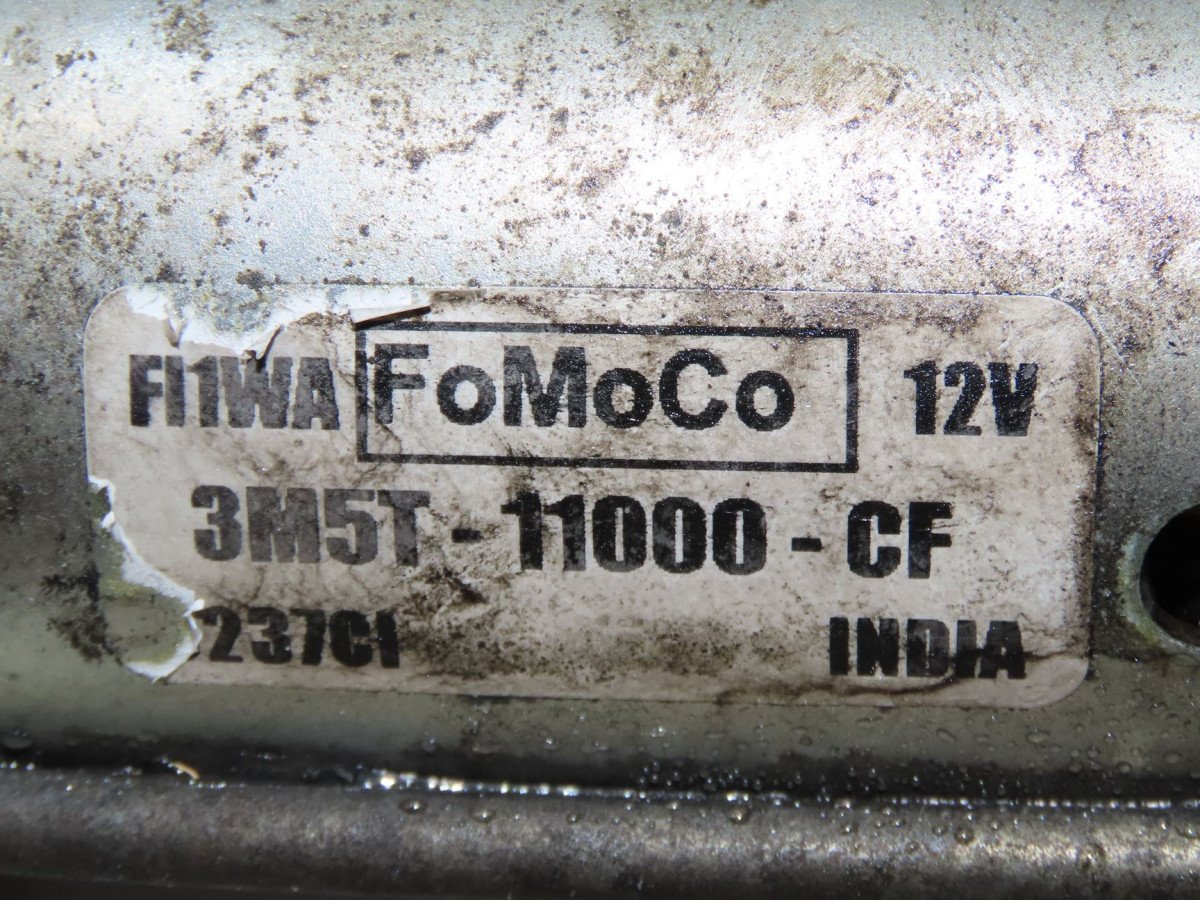 FI1WA FoMoCo 12V
3M5T - 11000 - CF
237C1 INDIA